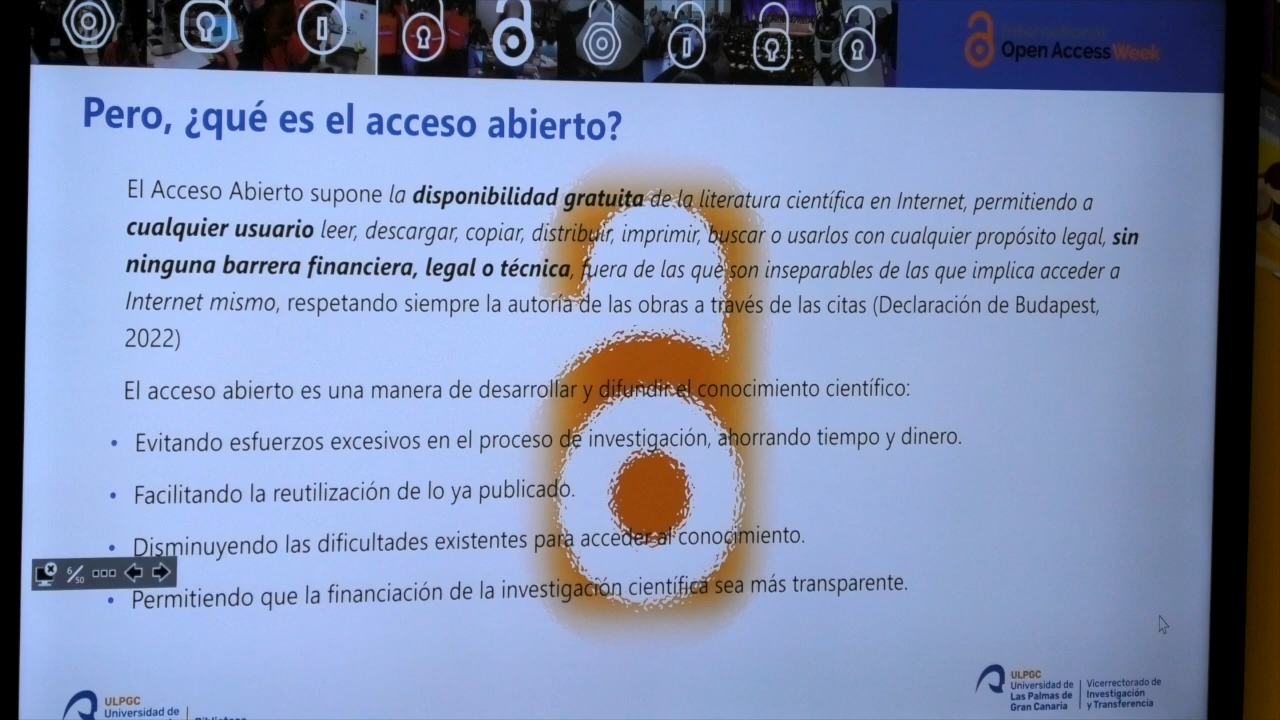 International
Open Access Week
Pero, ¿qué es el acceso abierto?
El Acceso Abierto supone la disponibilidad gratuita de la literatura científica en Internet, permitiendo a
cualquier usuario leer, descargar, copiar, distribuir, imprimir, buscar o usarlos con cualquier propósito legal, sin
ninguna barrera financiera, legal o técnica, fuera de las que son inseparables de las que implica acceder a
Internet mismo, respetando siempre la autoría de las obras a través de las citas (Declaración de Budapest,
2022)
El acceso abierto es una manera de desarrollar y difundir el conocimiento científico:
• Evitando esfuerzos excesivos en el proceso de investigación, ahorrando tiempo y dinero.
• Facilitando la reutilización de lo ya publicado.
• Disminuyendo las dificultades existentes para acceder al conocimiento.
6/50
• Permitiendo que la financiación de la investigación científica sea más transparente.
ULPGC
Universidad de
ULPGC
Universidad de
Las Palmas de
Gran Canaria
Vicerrectorado de
Investigación
y Transferencia